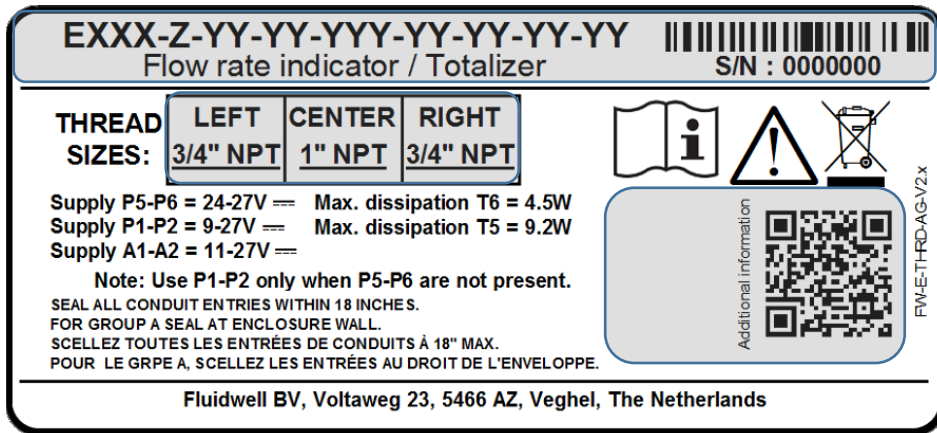 EXXX-Z-YY-YY-YYY-YY-YY-YY-YY
Flow rate indicator / Totalizer
S/N : 0000000
THREAD SIZES:
LEFT CENTER RIGHT
3/4" NPT 1" NPT 3/4" NPT
i
Supply P5-P6 = 24-27V ⎓ Max. dissipation T6 = 4.5W
Supply P1-P2 = 9-27V ⎓ Max. dissipation T5 = 9.2W
Supply A1-A2 = 11-27V ⎓
Note: Use P1-P2 only when P5-P6 are not present.
SEAL ALL CONDUIT ENTRIES WITHIN 18 INCHES.
FOR GROUP A SEAL AT ENCLOSURE WALL.
SCELLEZ TOUTES LES ENTRÉES DE CONDUITS À 18" MAX.
POUR LE GRPE A, SCELLEZ LES ENTRÉES AU DROIT DE L'ENVELOPPE.
Additional information
FW-E-THRD-AG-V2.x
Fluidwell BV, Voltaweg 23, 5466 AZ, Veghel, The Netherlands